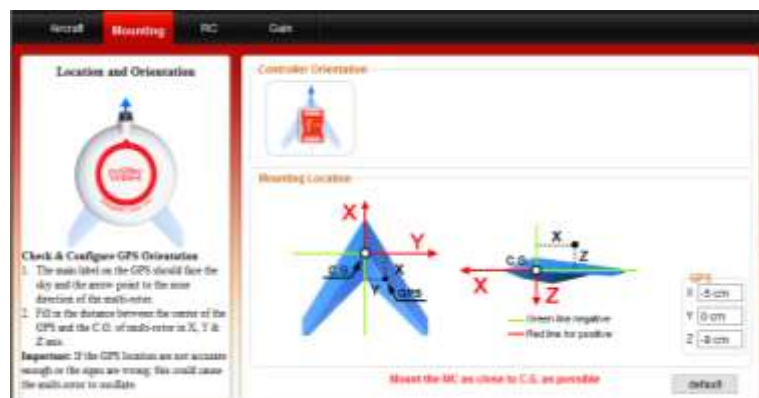 Aircraft Mounting RC Gain
Location and Orientation
Check & Configure GPS Orientation
1. The main label on the GPS should face the
sky and the arrow point to the nose
direction of the multi-rotor.
2. Fill in the distance between the center of the
GPS and the C.G. of multi-rotor in X, Y &
Z axis.
Important: If the GPS location are not accurate
enough or the signs are wrong, this could cause
the multi-rotor to oscillate.
Controller Orientation
Mounting Location
X
Y
C.G.
X
Y
GPS
X
Z
C.G.
X
Z
Green line negative
Red line for positive
GPS
X -5 cm
Y 0 cm
Z -8 cm
Mount the MC as close to C.G. as possible
default